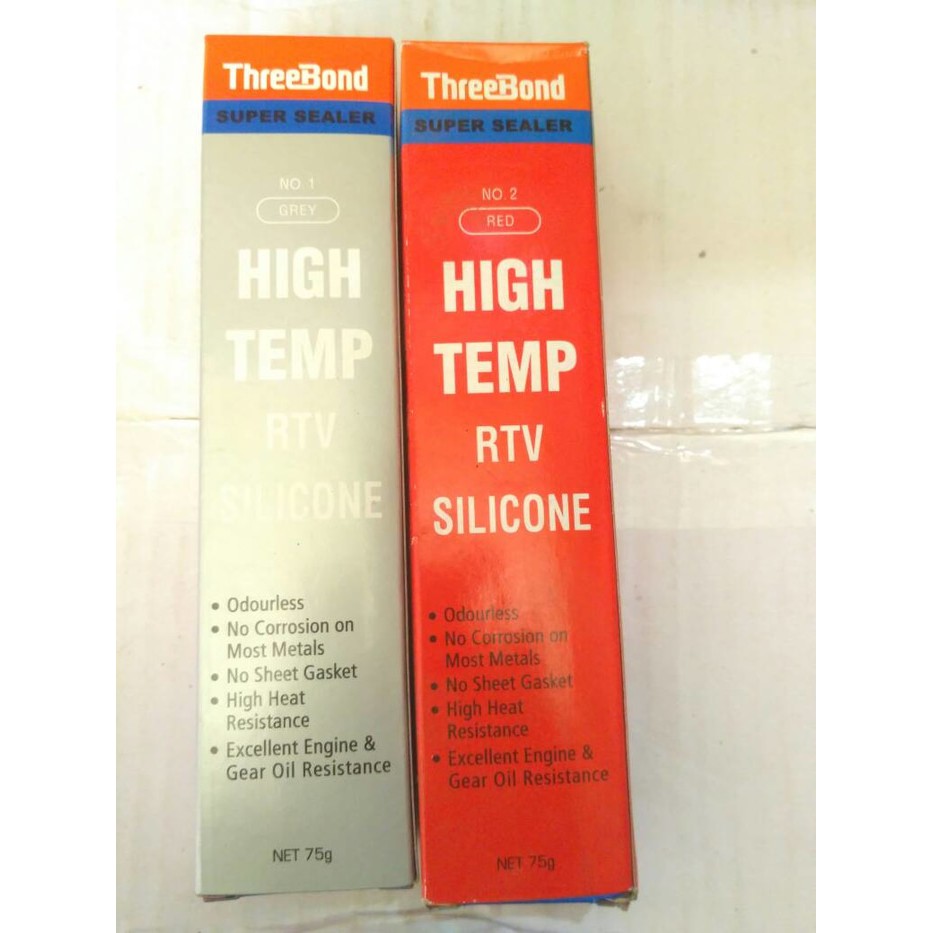 ThreeBond
SUPER SEALER
NO. 1
GREY
HIGH
TEMP
RTV
SILICONE
• Odourless
• No Corrosion on
Most Metals
• No Sheet Gasket
• High Heat
Resistance
• Excellent Engine &
Gear Oil Resistance
NET 75g
ThreeBond
SUPER SEALER
NO. 2
RED
HIGH
TEMP
RTV
SILICONE
• Odourless
• No Corrosion on
Most Metals
• No Sheet Gasket
• High Heat
Resistance
• Excellent Engine &
Gear Oil Resistance
NET 75g